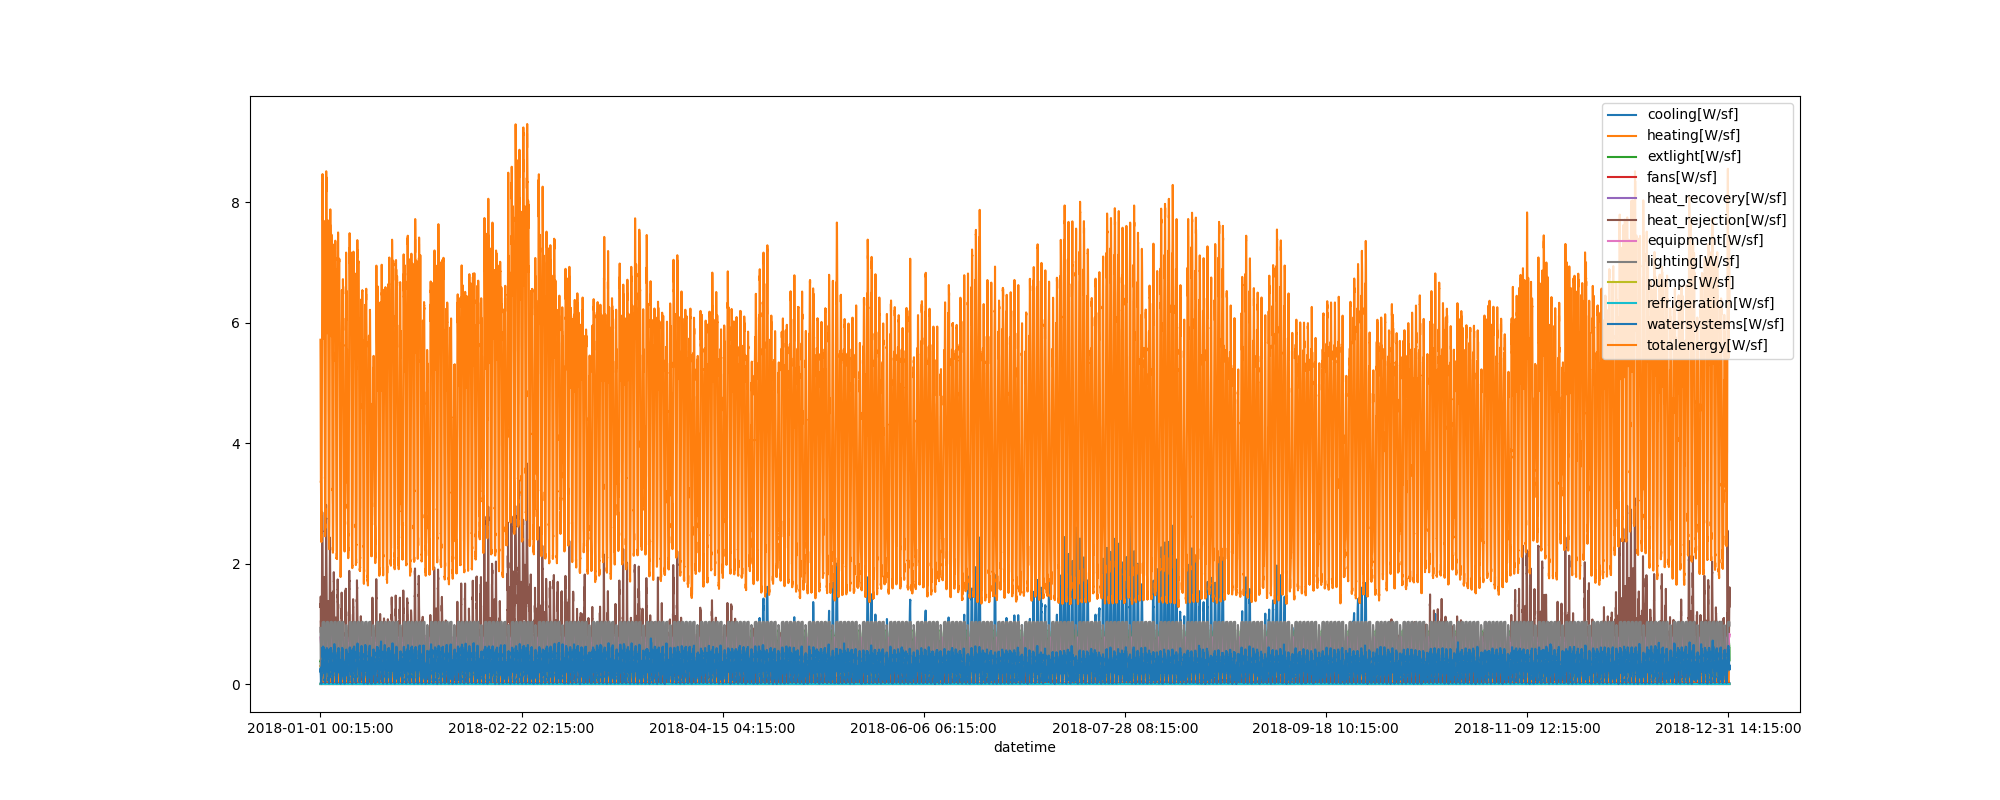 cooling[W/sf]
heating[W/sf]
extlight[W/sf]
fans[W/sf]
heat_recovery[W/sf]
heat_rejection[W/sf]
equipment[W/sf]
lighting[W/sf]
pumps[W/sf]
refrigeration[W/sf]
watersystems[W/sf]
totalenergy[W/sf]
8
6
4
2
0
2018-01-01 00:15:00 2018-02-22 02:15:00 2018-04-15 04:15:00 2018-06-06 06:15:00 2018-07-28 08:15:00 2018-09-18 10:15:00 2018-11-09 12:15:00 2018-12-31 14:15:00
datetime